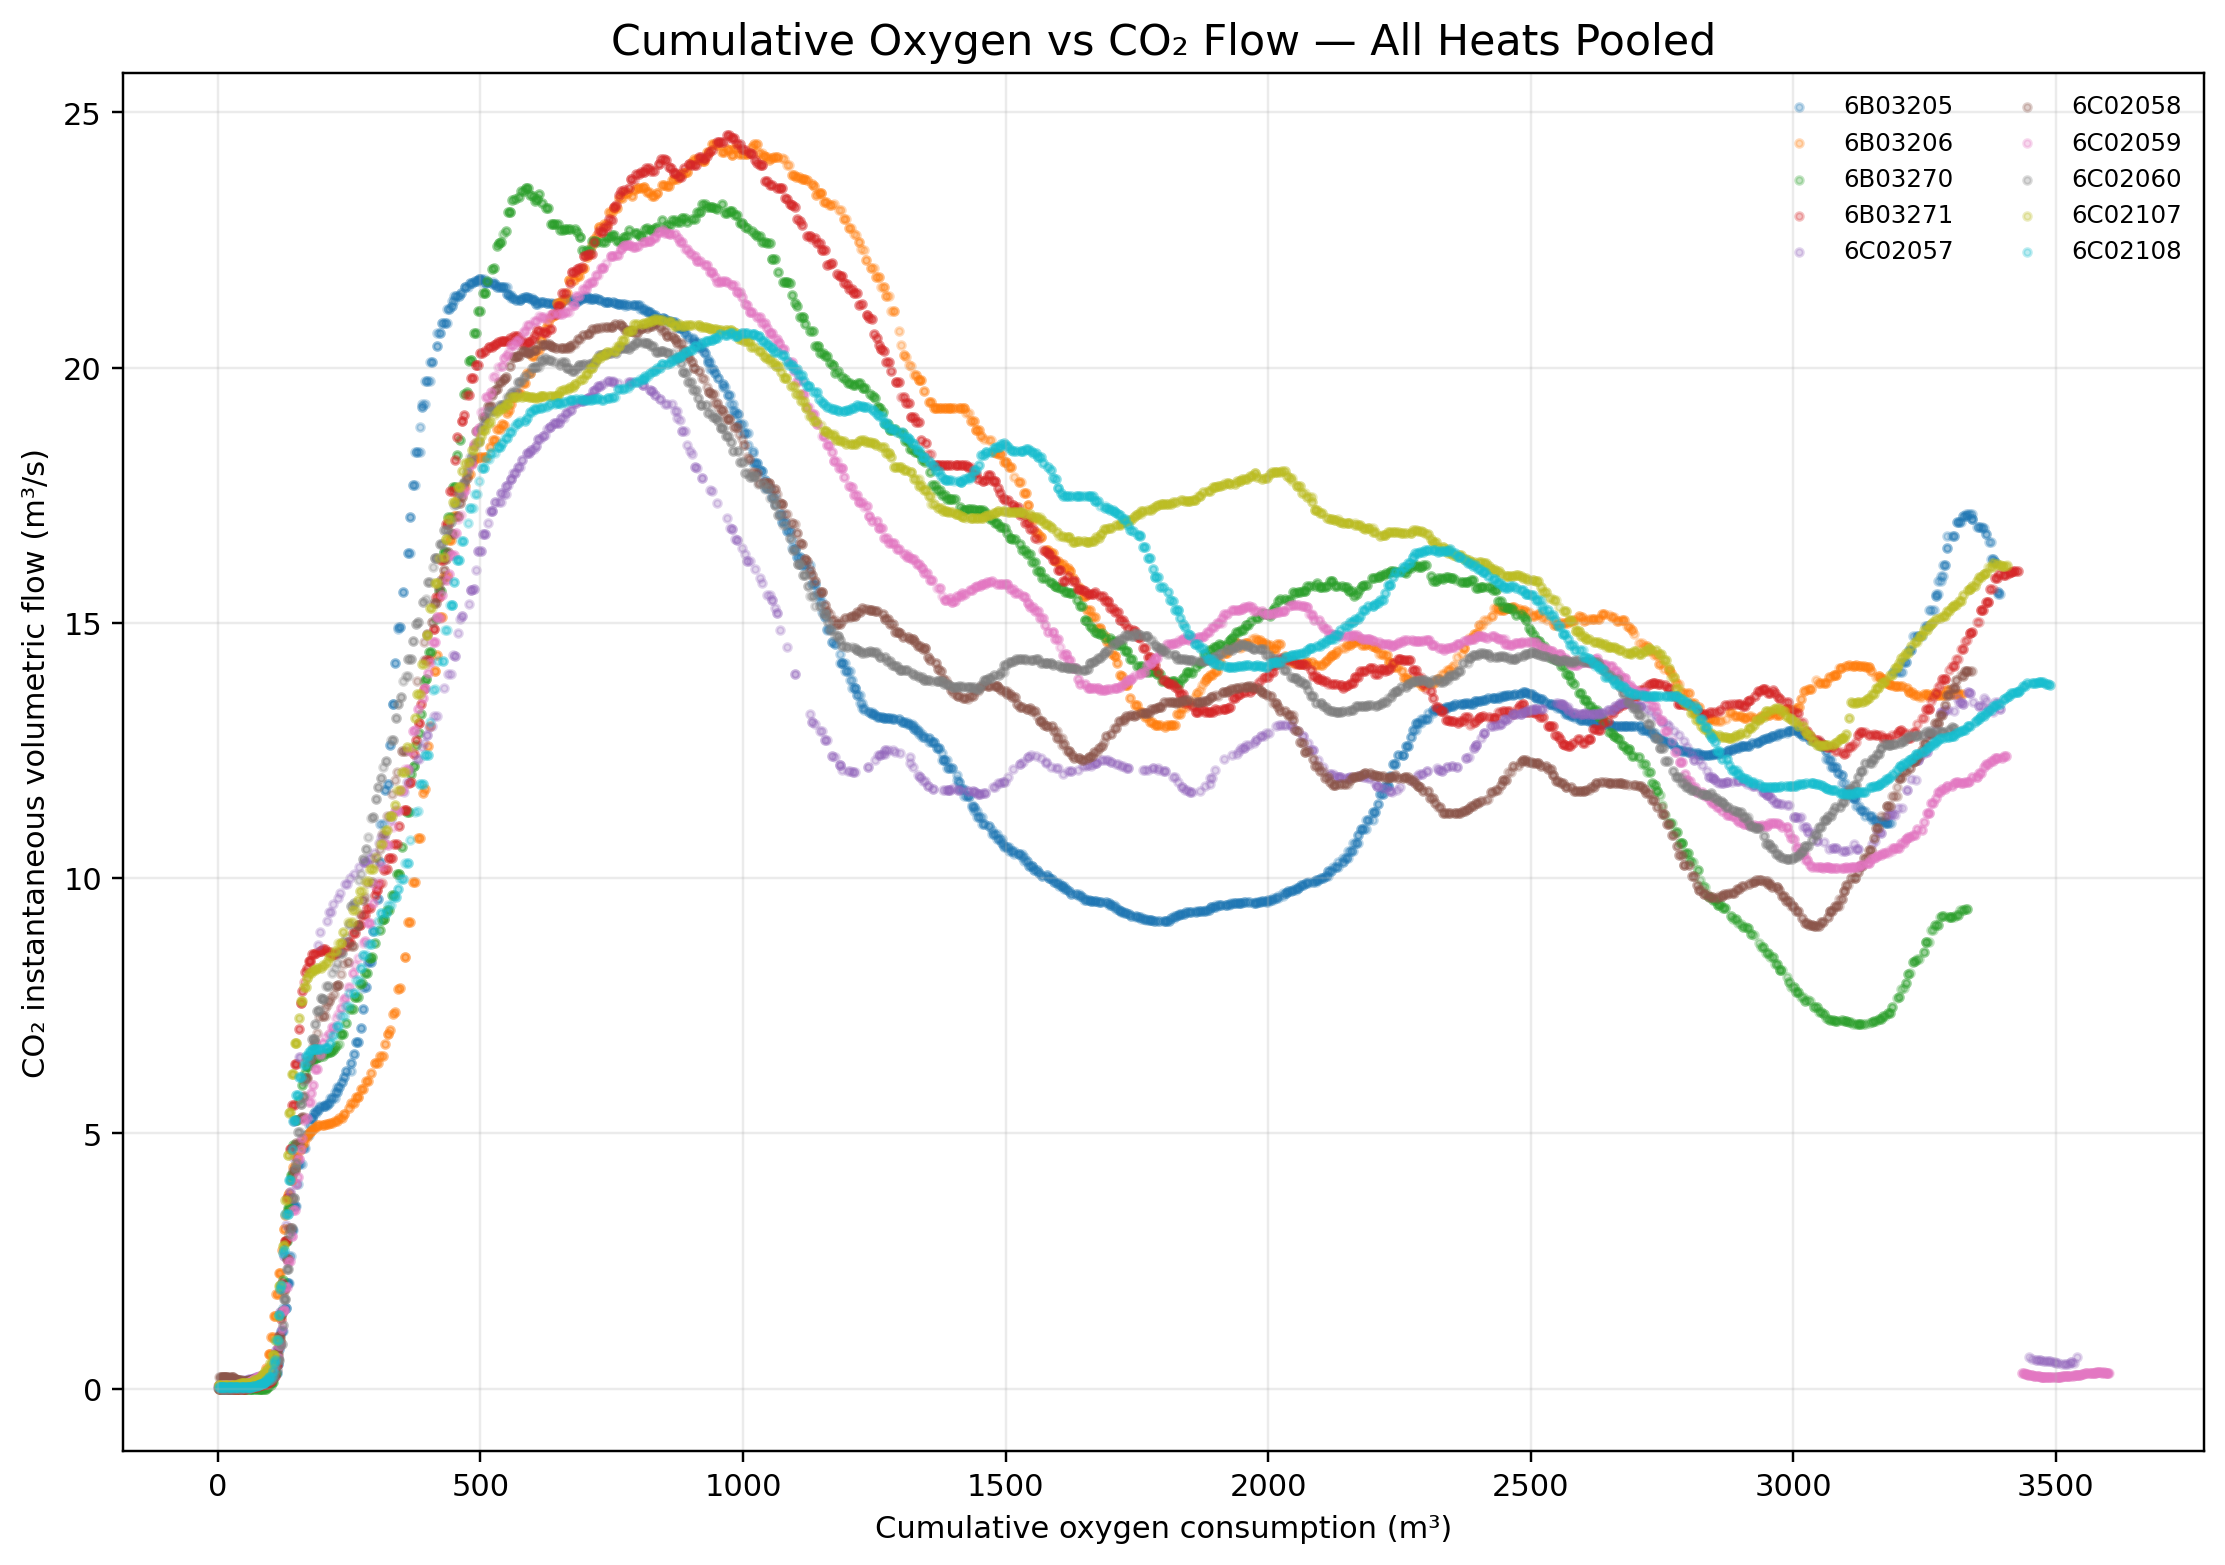 Cumulative Oxygen vs CO₂ Flow — All Heats Pooled
25
20
15
10
5
0
CO₂ instantaneous volumetric flow (m³/s)
6B03205
6B03206
6B03270
6B03271
6C02057
6C02058
6C02059
6C02060
6C02107
6C02108
0 500 1000 1500 2000 2500 3000 3500
Cumulative oxygen consumption (m³)